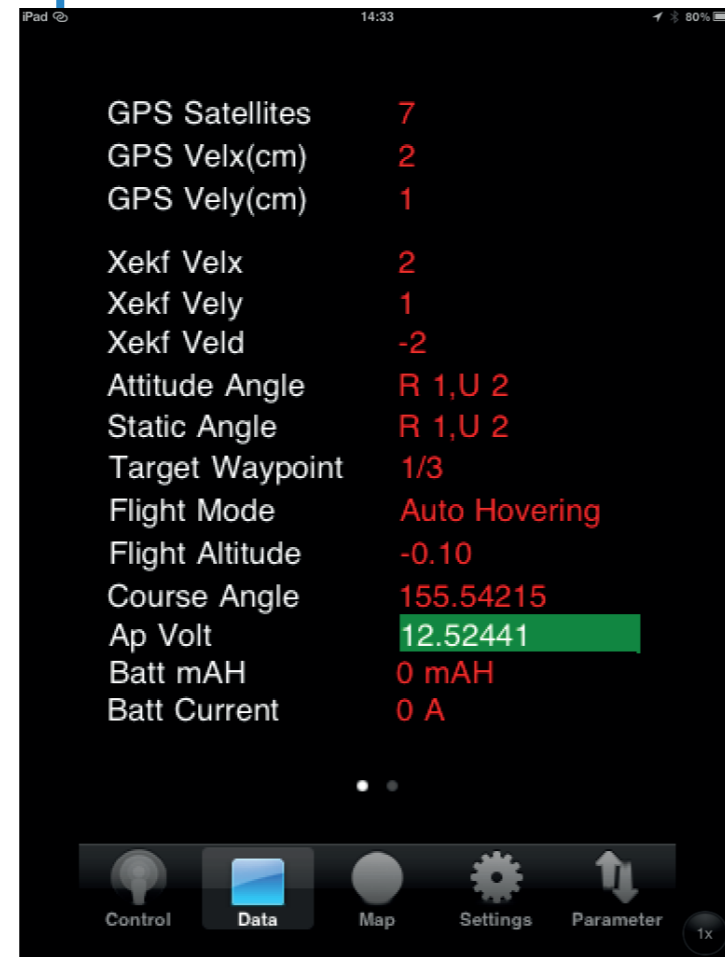 iPad 14:33 80%
GPS Satellites 7
GPS Velx(cm) 2
GPS Vely(cm) 1
Xekf Velx 2
Xekf Vely 1
Xekf Veld -2
Attitude Angle R 1,U 2
Static Angle R 1,U 2
Target Waypoint 1/3
Flight Mode Auto Hovering
Flight Altitude -0.10
Course Angle 155.54215
Ap Volt 12.52441
Batt mAH 0 mAH
Batt Current 0 A
Control Data Map Settings Parameter
1x